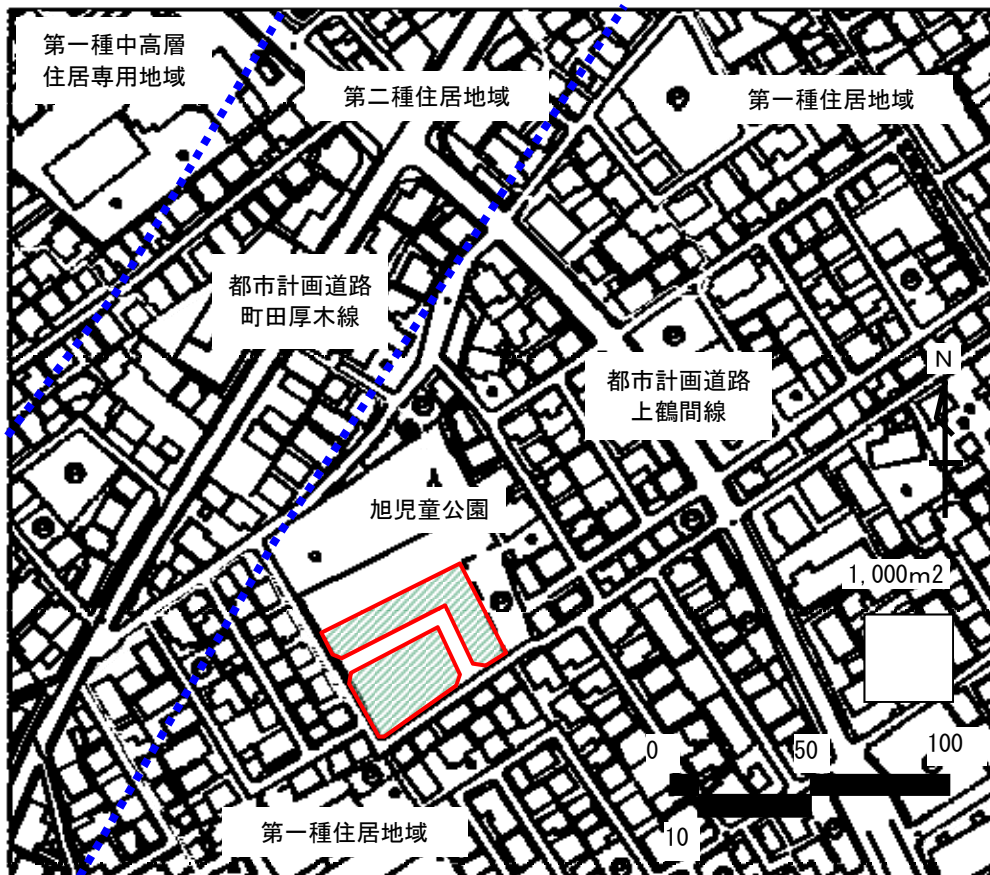 第一種中高層
住居専用地域
第二種住居地域
第一種住居地域
都市計画道路
町田厚木線
都市計画道路
上鶴間線
N
旭児童公園
1,000m2
0
50
100
10
第一種住居地域